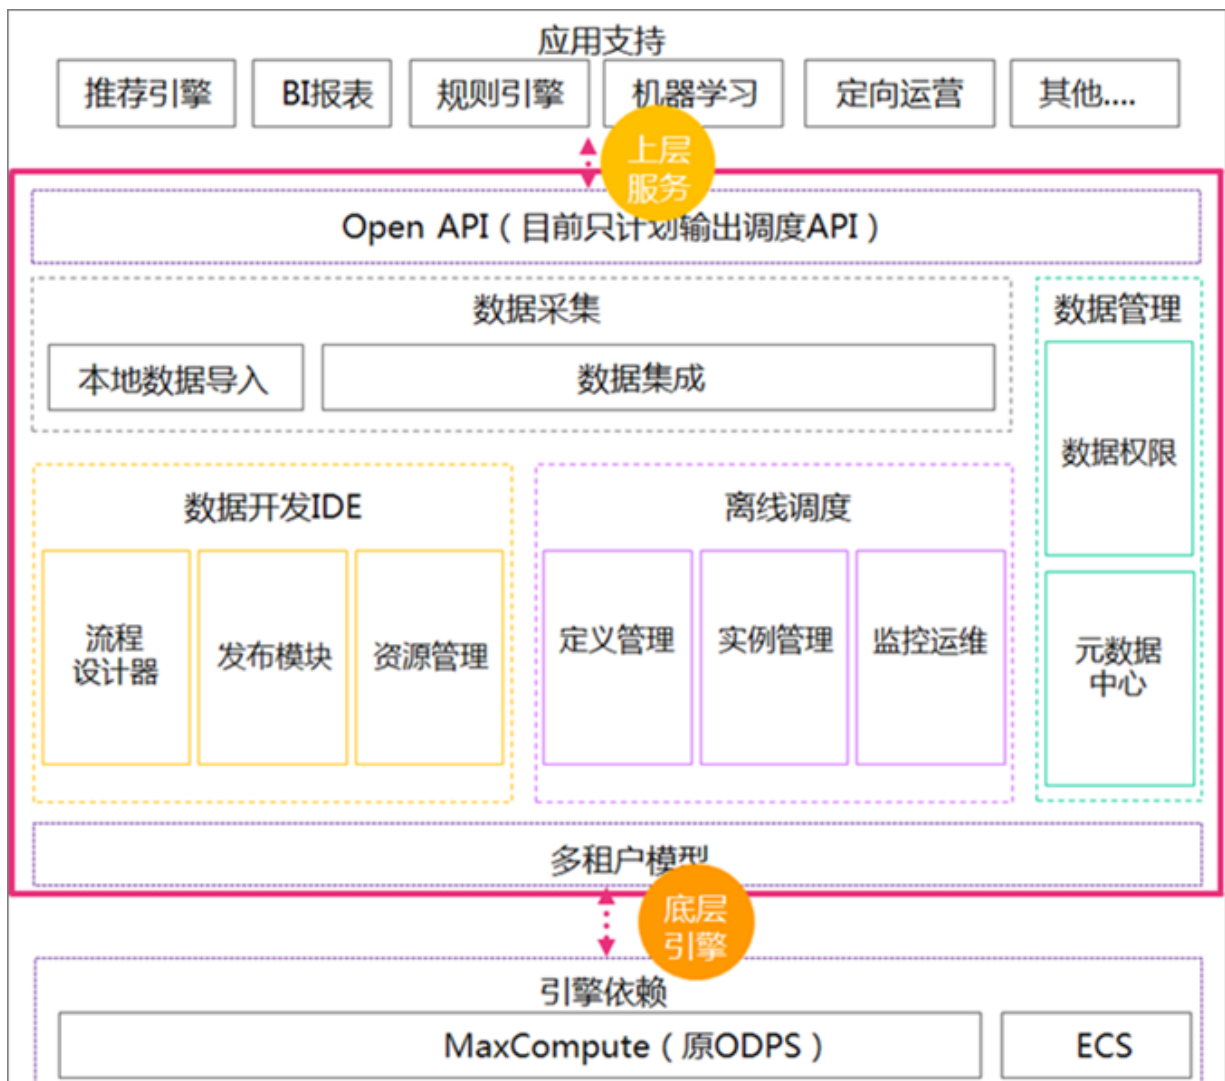 应用支持
推荐引擎
BI报表
规则引擎
机器学习
定向运营
其他....
上层
服务
Open API（目前只计划输出调度API）
数据采集
本地数据导入
数据集成
数据管理
数据权限
元数据
中心
数据开发IDE
流程
设计器
发布模块
资源管理
离线调度
定义管理
实例管理
监控运维
多租户模型
底层
引擎
引擎依赖
MaxCompute（原ODPS）
ECS